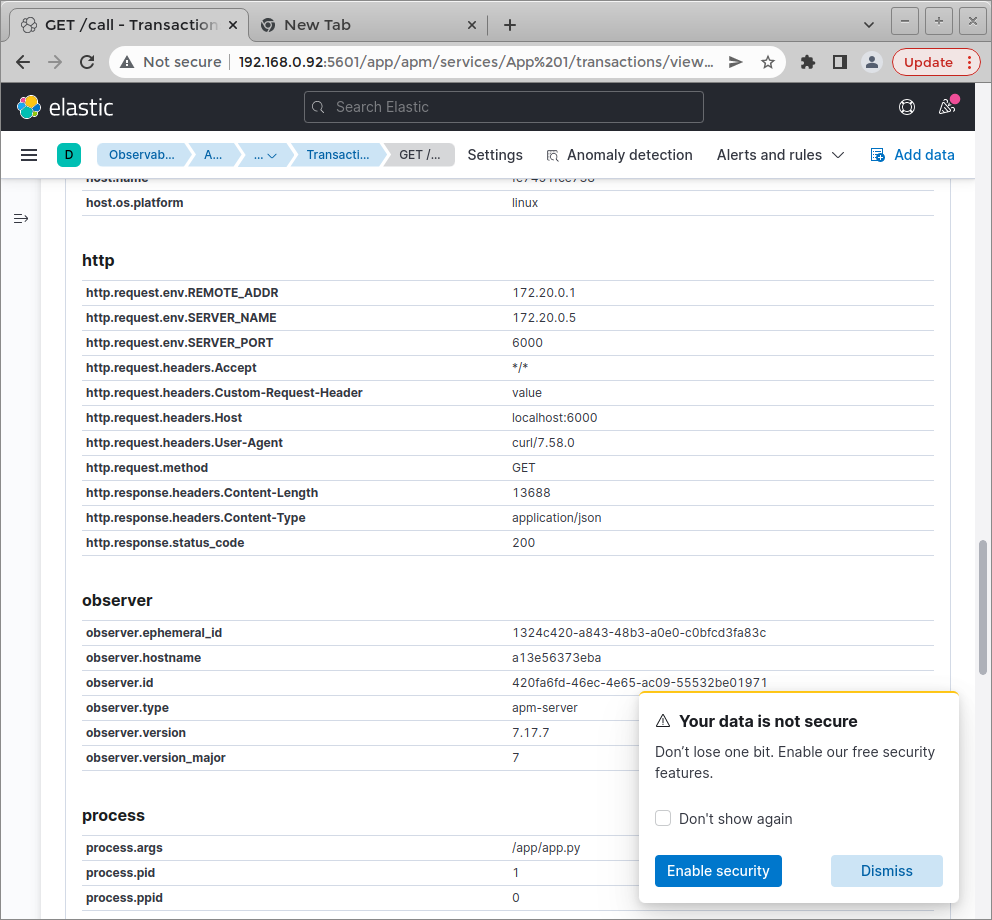 GET /call - Transaction
New Tab
Not secure
192.168.0.92:5601/app/apm/services/App%201/transactions/view...
Update
elastic
Search Elastic
D
Observab...
A...
...
Transacti...
GET /...
Settings
Anomaly detection
Alerts and rules
Add data
host.name
host.os.platform linux
http
http.request.env.REMOTE_ADDR 172.20.0.1
http.request.env.SERVER_NAME 172.20.0.5
http.request.env.SERVER_PORT 6000
http.request.headers.Accept */*
http.request.headers.Custom-Request-Header value
http.request.headers.Host localhost:6000
http.request.headers.User-Agent curl/7.58.0
http.request.method GET
http.response.headers.Content-Length 13688
http.response.headers.Content-Type application/json
http.response.status_code 200
observer
observer.ephemeral_id 1324c420-a843-48b3-a0e0-c0bfcd3fa83c
observer.hostname a13e56373eba
observer.id 420fa6fd-46ec-4e65-ac09-55532be01971
observer.type apm-server
observer.version 7.17.7
observer.version_major 7
process
process.args /app/app.py
process.pid 1
process.ppid 0
Your data is not secure
Don’t lose one bit. Enable our free security
features.
Don't show again
Enable security
Dismiss